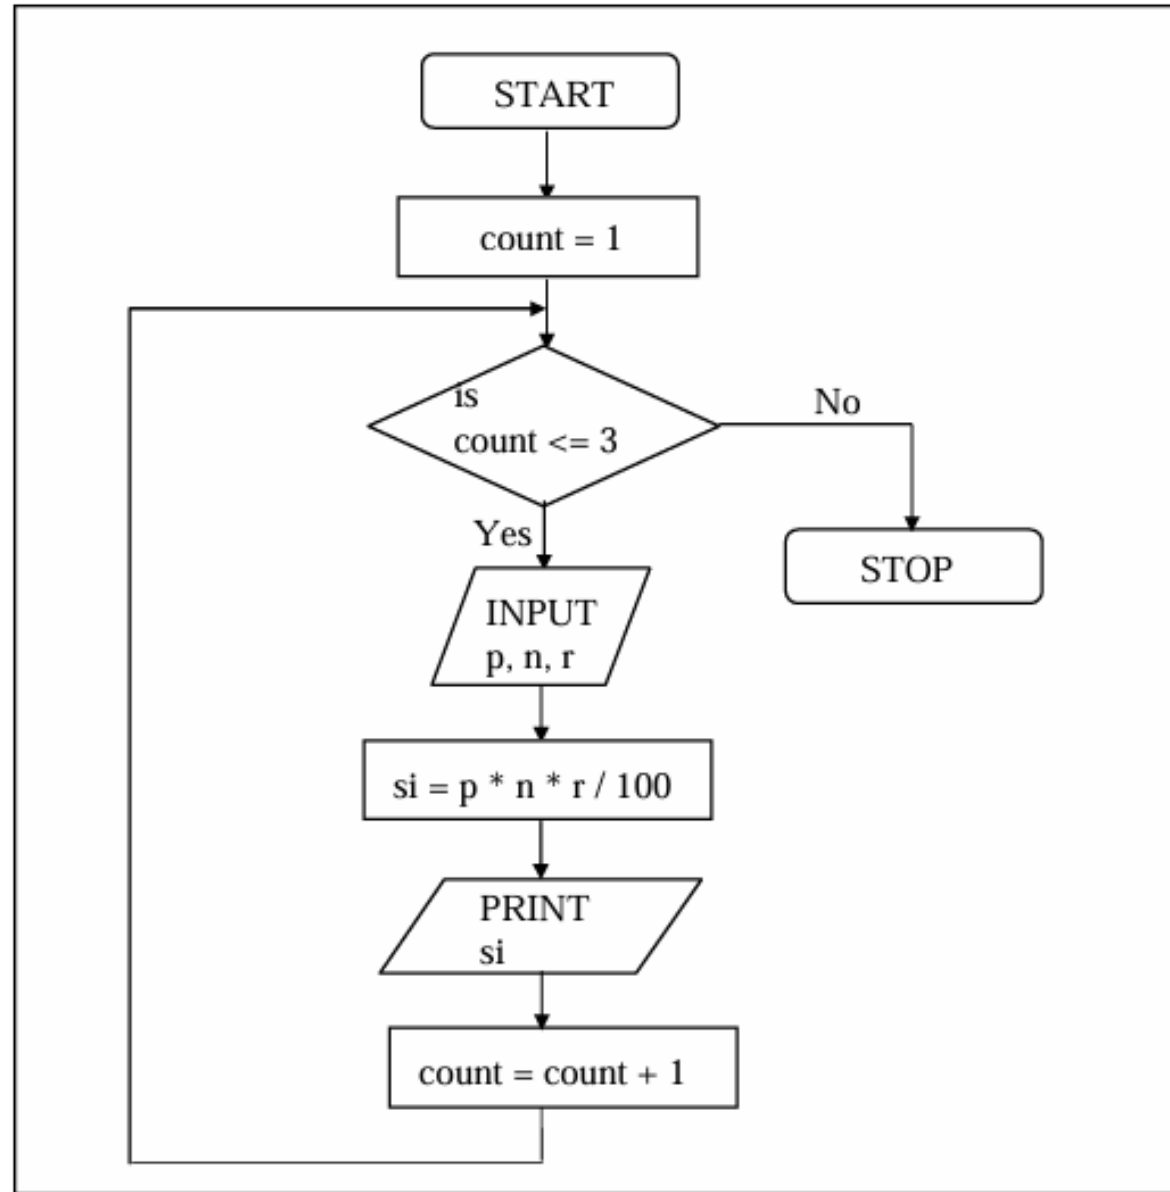 START
count = 1
is
count <= 3
No
Yes
STOP
INPUT
p, n, r
si = p * n * r / 100
PRINT
si
count = count + 1